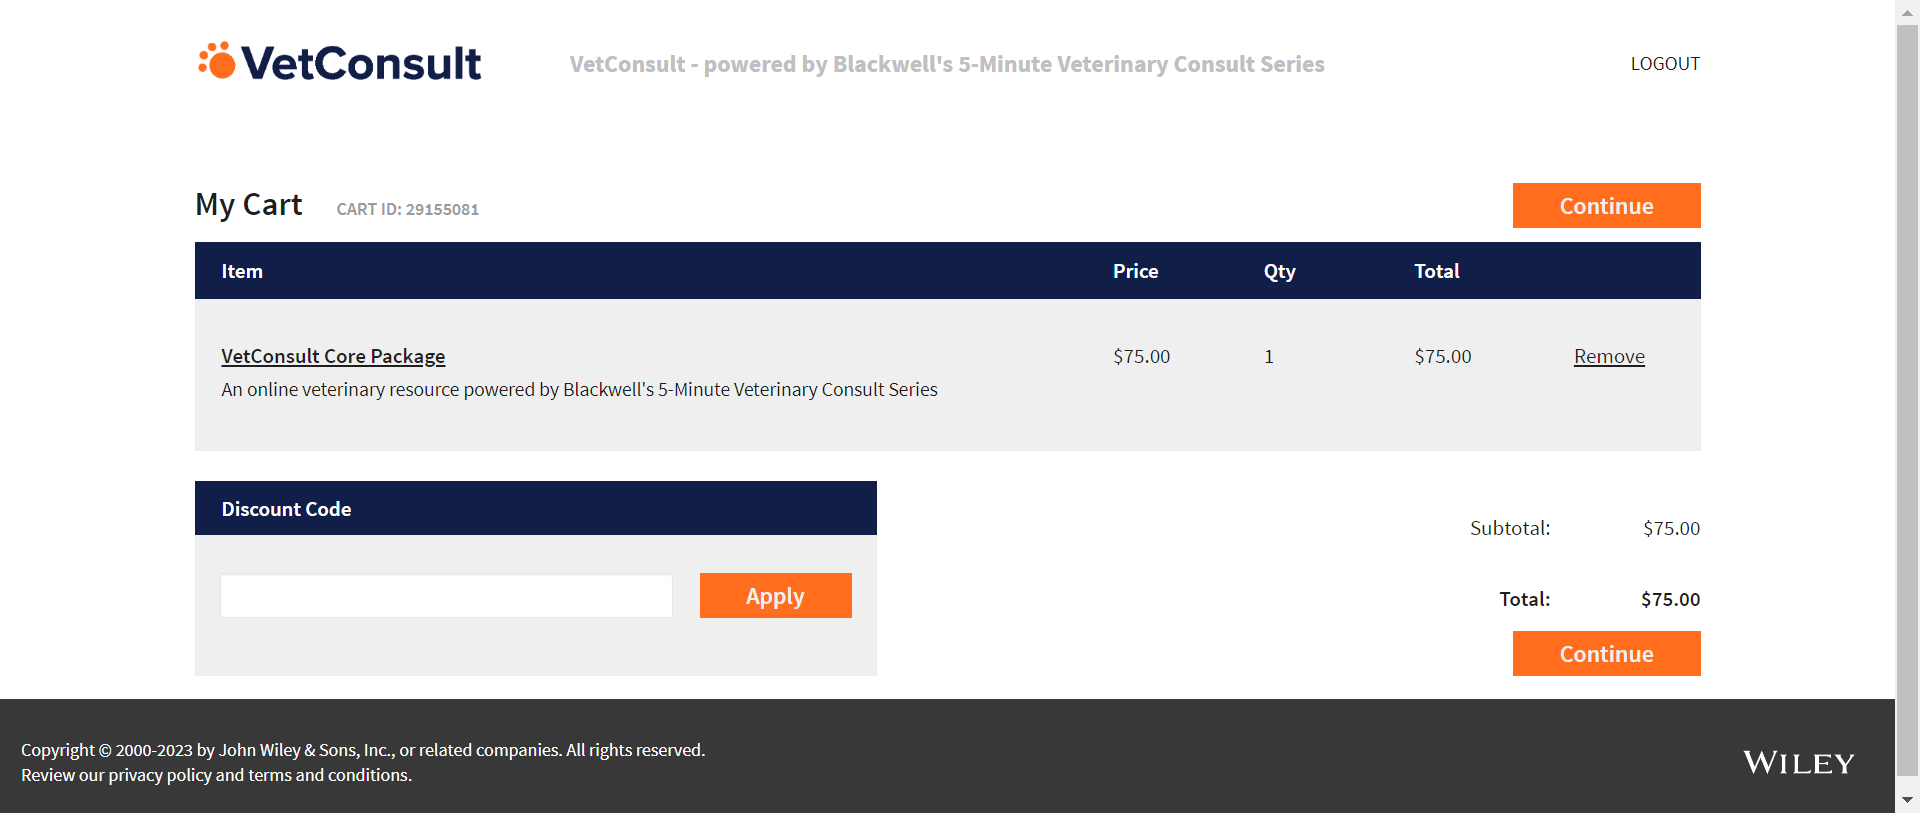 VetConsult
VetConsult - powered by Blackwell's 5-Minute Veterinary Consult Series
LOGOUT
My Cart
CART ID: 29155081
Continue
Item Price Qty Total
VetConsult Core Package $75.00 1 $75.00 Remove
An online veterinary resource powered by Blackwell's 5-Minute Veterinary Consult Series
Discount Code
Apply
Subtotal: $75.00
Total: $75.00
Continue
Copyright © 2000-2023 by John Wiley & Sons, Inc., or related companies. All rights reserved.
Review our privacy policy and terms and conditions.
WILEY